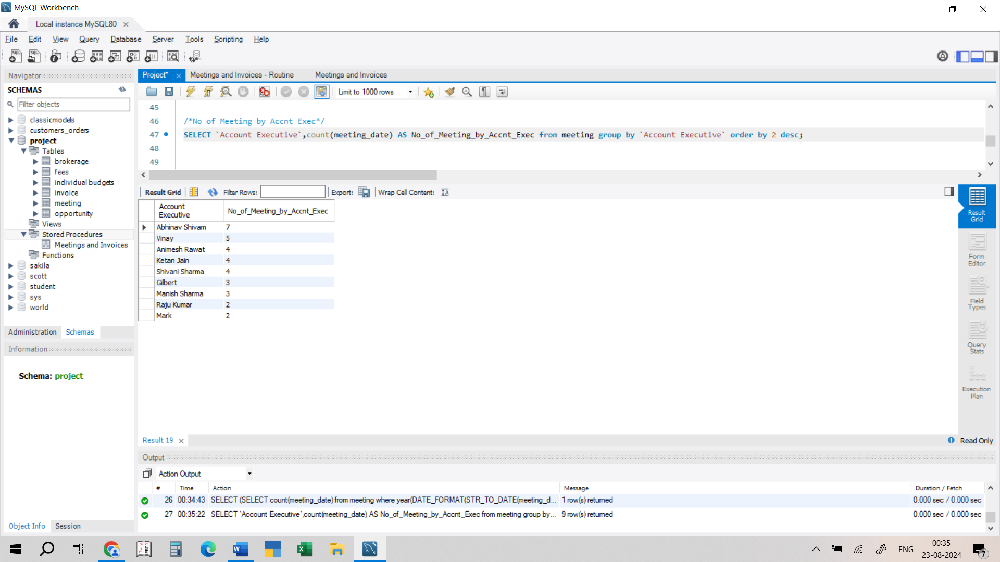 MySQL Workbench
Local instance MySQL80
File Edit View Query Database Server Tools Scripting Help
Navigator
SCHEMAS
Filter objects
classicmodels
customers_orders
project
Tables
brokerage
fees
individual budgets
invoice
meeting
opportunity
Views
Stored Procedures
Meetings and Invoices
Functions
sakila
scott
student
sys
world
Administration Schemas
Information
Schema: project
Object Info Session
Project* Meetings and Invoices - Routine Meetings and Invoices
Limit to 1000 rows
45
46 /*No of Meeting by Accnt Exec*/
47 SELECT `Account Executive`,count(meeting_date) AS No_of_Meeting_by_Accnt_Exec from meeting group by `Account Executive` order by 2 desc;
48
49
Result Grid Filter Rows: Export: Wrap Cell Content:
Account Executive No_of_Meeting_by_Accnt_Exec
Abhinav Shivam 7
Vinay 5
Animesh Rawat 4
Ketan Jain 4
Shivani Sharma 4
Gilbert 3
Manish Sharma 3
Raju Kumar 2
Mark 2
Result Grid
Form Editor
Field Types
Query Stats
Execution Plan
Result 19 Read Only
Output
Action Output
# Time Action Message Duration / Fetch
26 00:34:43 SELECT (SELECT count(meeting_date) from meeting where year(DATE_FORMAT(STR_TO_DATE(meeting_d... 1 row(s) returned 0.000 sec / 0.000 sec
27 00:35:22 SELECT `Account Executive`,count(meeting_date) AS No_of_Meeting_by_Accnt_Exec from meeting group by... 9 row(s) returned 0.000 sec / 0.000 sec
ENG 00:35
23-08-2024
7